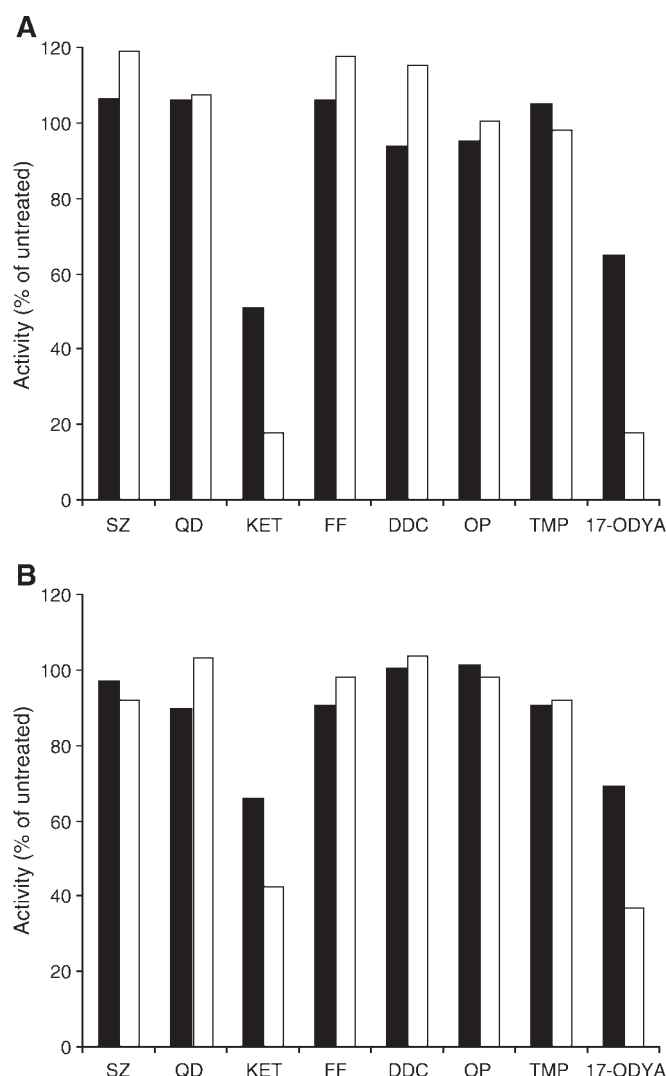 A
120
100
80
60
40
20
0
Activity (% of untreated)
SZ QD KET FF DDC OP TMP 17-ODYA
B
120
100
80
60
40
20
0
Activity (% of untreated)
SZ QD KET FF DDC OP TMP 17-ODYA